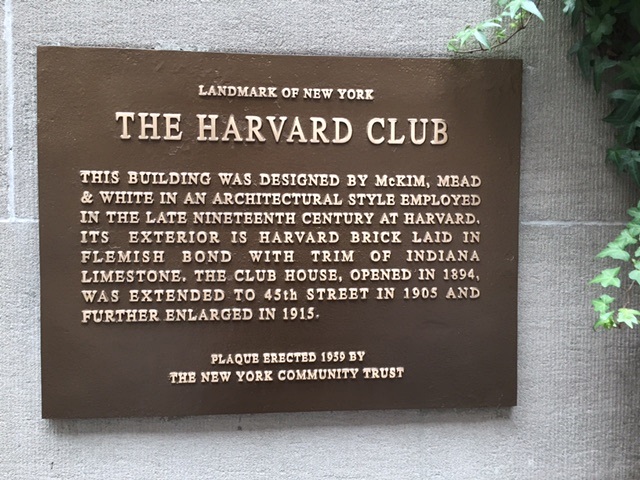 LANDMARK OF NEW YORK
THE HARVARD CLUB
THIS BUILDING WAS DESIGNED BY McKIM, MEAD
& WHITE IN AN ARCHITECTURAL STYLE EMPLOYED
IN THE LATE NINETEENTH CENTURY AT HARVARD.
ITS EXTERIOR IS HARVARD BRICK LAID IN
FLEMISH BOND WITH TRIM OF INDIANA
LIMESTONE. THE CLUB HOUSE, OPENED IN 1894,
WAS EXTENDED TO 45th STREET IN 1905 AND
FURTHER ENLARGED IN 1915.
PLAQUE ERECTED 1959 BY
THE NEW YORK COMMUNITY TRUST